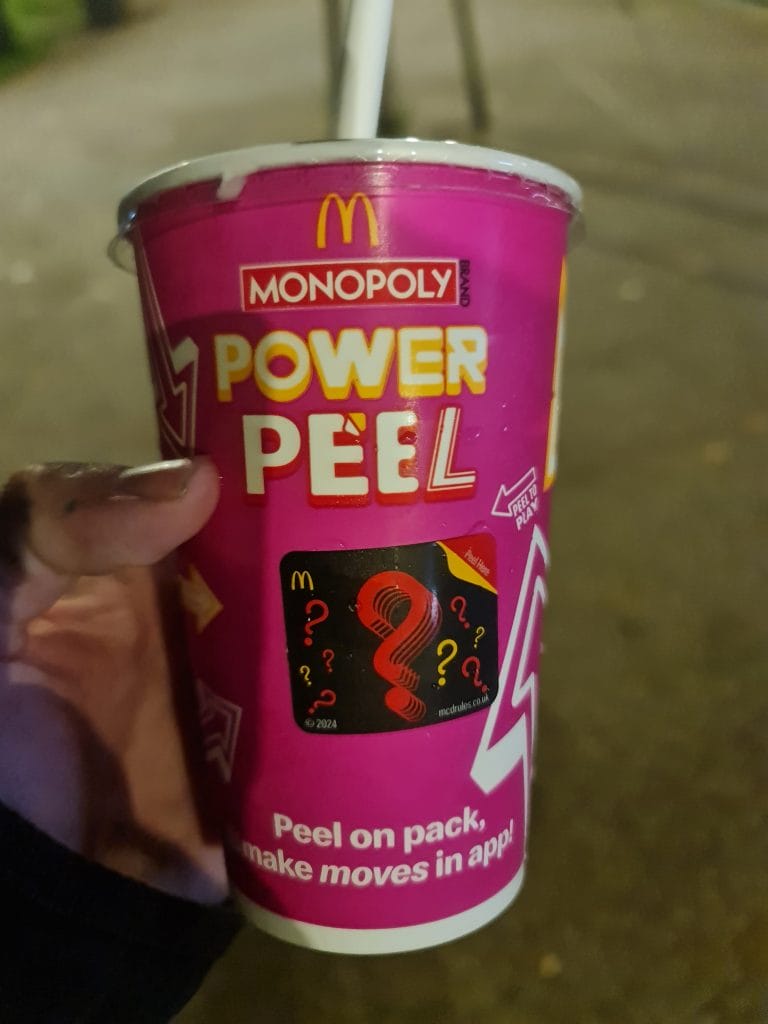 MONOPOLY BRAND
POWER
PEEL
PEEL TO
PLAY
Peel Here
? ? ? ? ? ? ? ?
© 2024
mcdrules.co.uk
Peel on pack,
make moves in app!